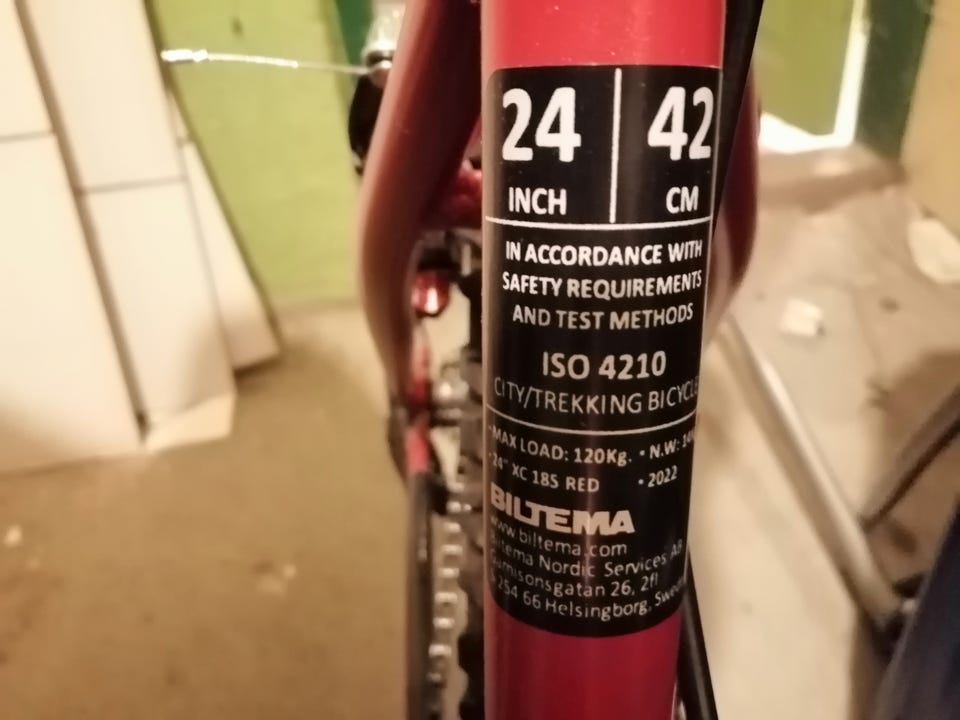 24 42
INCH CM
IN ACCORDANCE WITH
SAFETY REQUIREMENTS
AND TEST METHODS
ISO 4210
CITY/TREKKING BICYCLE
•MAX LOAD: 120Kg. • N.W:
•24" XC 185 RED • 2022
BILTEMA
www.biltema.com
Biltema Nordic Services AB
Garnisonsgatan 26, 2fl
254 66 Helsingborg,